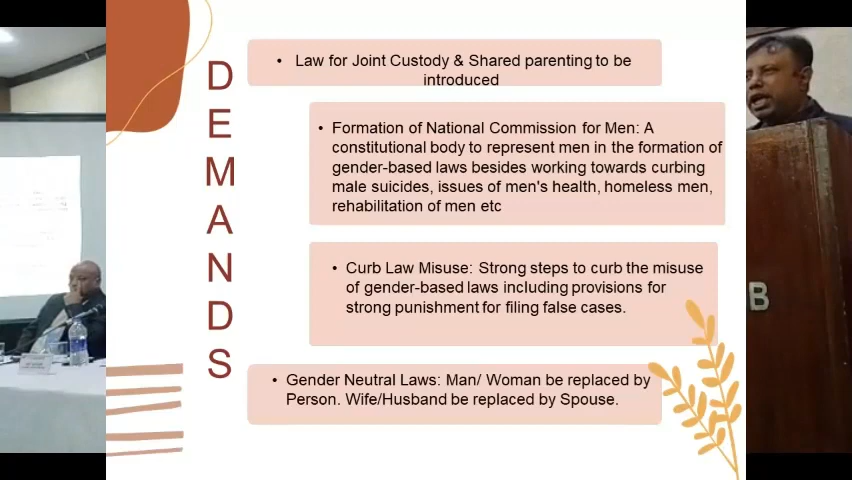 DEMANDS
• Law for Joint Custody & Shared parenting to be
introduced
• Formation of National Commission for Men: A
constitutional body to represent men in the formation of
gender-based laws besides working towards curbing
male suicides, issues of men's health, homeless men,
rehabilitation of men etc
• Curb Law Misuse: Strong steps to curb the misuse
of gender-based laws including provisions for
strong punishment for filing false cases.
• Gender Neutral Laws: Man/ Woman be replaced by
Person. Wife/Husband be replaced by Spouse.
B